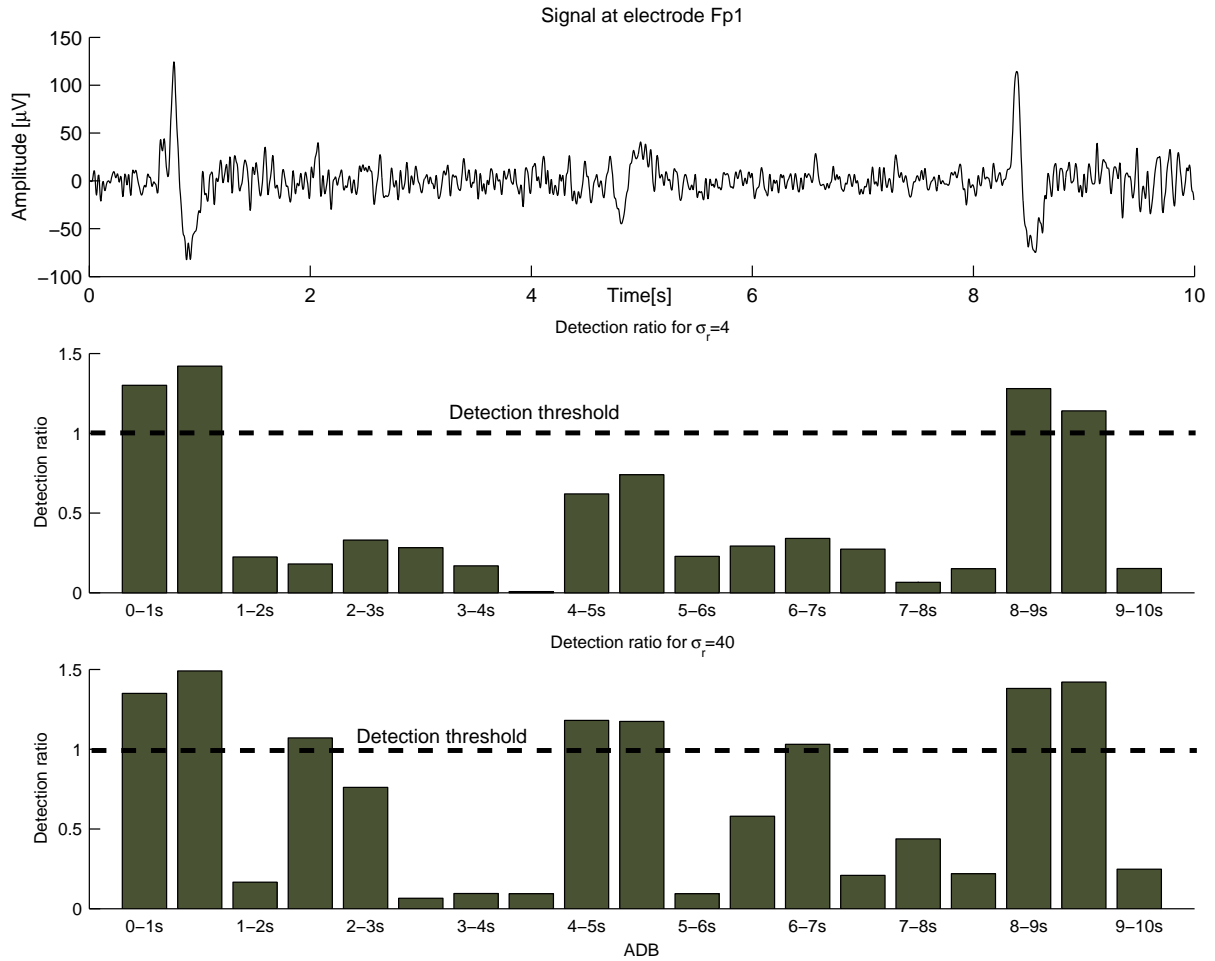 Signal at electrode Fp1
150
100
50
0
−50
−100
Amplitude [μV]
0 2 4 6 8 10
Time[s]
Detection ratio for σr=4
1.5
1
0.5
0
Detection ratio
Detection threshold
0−1s 1−2s 2−3s 3−4s 4−5s 5−6s 6−7s 7−8s 8−9s 9−10s
Detection ratio for σr=40
1.5
1
0.5
0
Detection ratio
Detection threshold
0−1s 1−2s 2−3s 3−4s 4−5s 5−6s 6−7s 7−8s 8−9s 9−10s
ADB